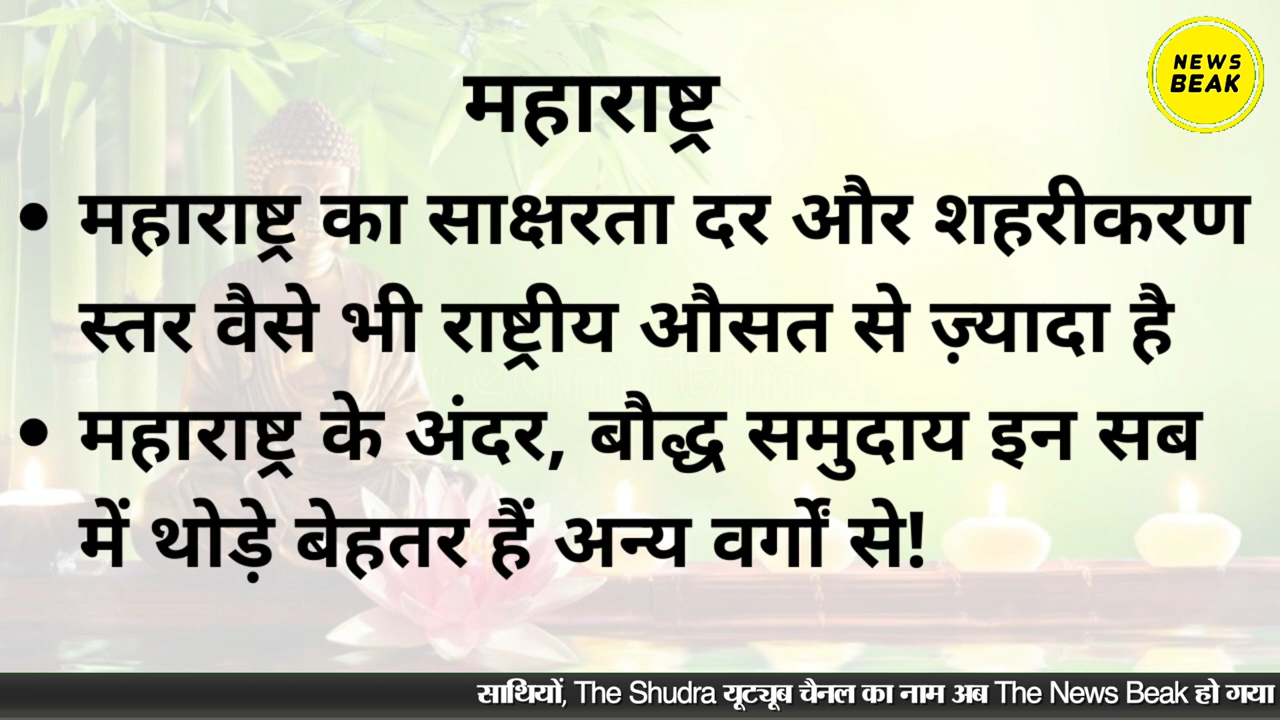 NEWS
BEAK
महाराष्ट्र
• महाराष्ट्र का साक्षरता दर और शहरीकरण
स्तर वैसे भी राष्ट्रीय औसत से ज़्यादा है
• महाराष्ट्र के अंदर, बौद्ध समुदाय इन सब
में थोड़े बेहतर हैं अन्य वर्गों से!
साथियों, The Shudra यूट्यूब चैनल का नाम अब The News Beak हो गया